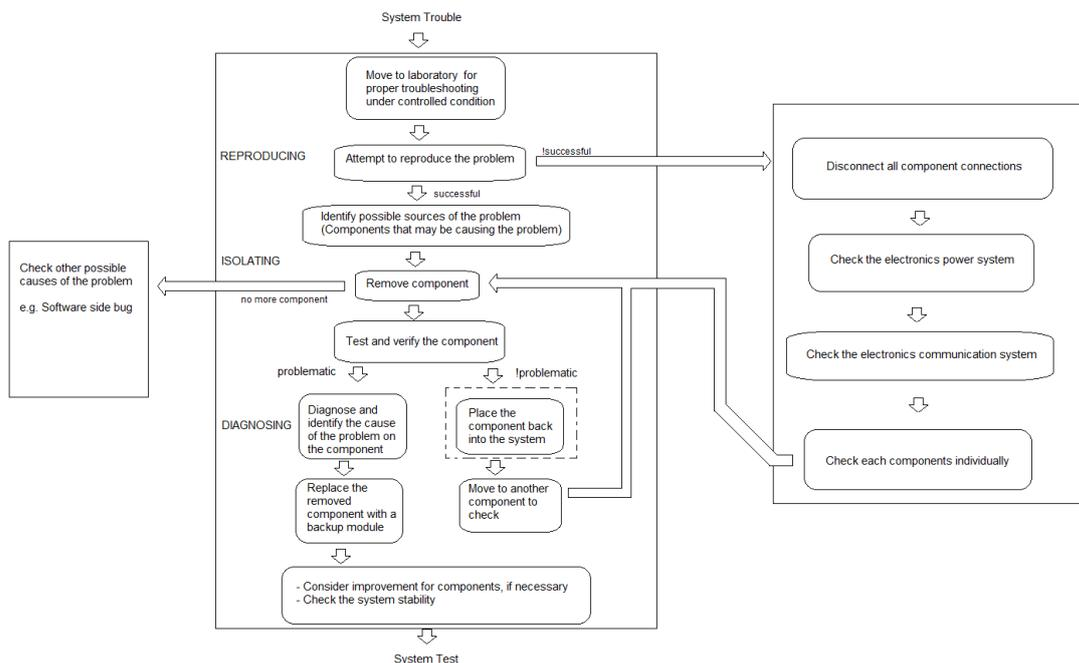 System Trouble
Move to laboratory for
proper troubleshooting
under controlled condition
REPRODUCING
Attempt to reproduce the problem
!successful
successful
Identify possible sources of the problem
(Components that may be causing the problem)
ISOLATING
Remove component
no more component
Check other possible
causes of the problem
e.g. Software side bug
Test and verify the component
problematic
!problematic
DIAGNOSING
Diagnose and
identify the cause
of the problem on
the component
Place the
component back
into the system
Replace the
removed
component with a
backup module
Move to another
component to
check
- Consider improvement for components, if necessary
- Check the system stability
System Test
Disconnect all component connections
Check the electronics power system
Check the electronics communication system
Check each components individually